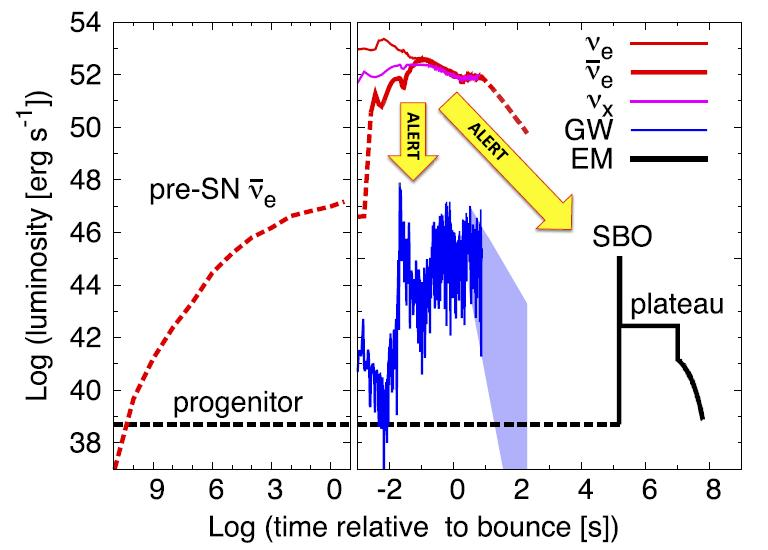 Log (luminosity [erg s⁻¹])
54
52
50
48
46
44
42
40
38
νₑ
ν̄ₑ
νₓ
GW
EM
ALERT
ALERT
pre-SN ν̄ₑ
SBO
plateau
progenitor
9 6 3 0 -2 0 2 4 6 8
Log (time relative to bounce [s])